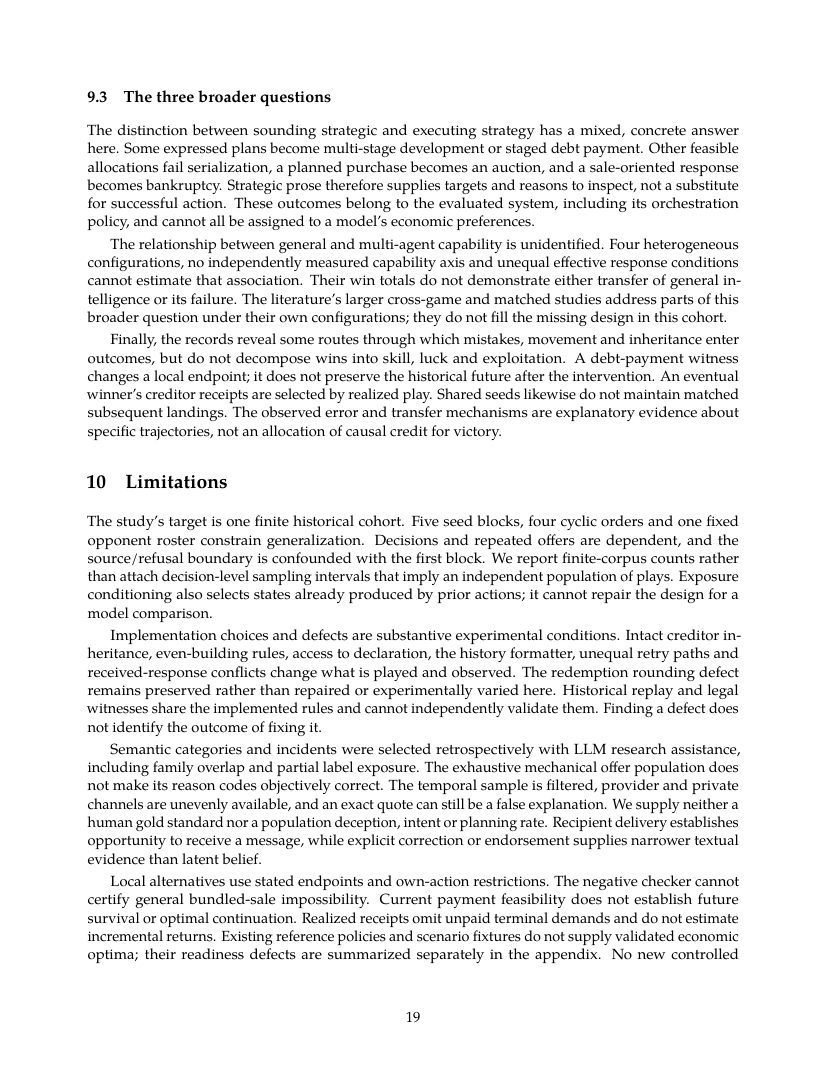 9.3 The three broader questions
The distinction between sounding strategic and executing strategy has a mixed, concrete answer
here. Some expressed plans become multi-stage development or staged debt payment. Other feasible
allocations fail serialization, a planned purchase becomes an auction, and a sale-oriented response
becomes bankruptcy. Strategic prose therefore supplies targets and reasons to inspect, not a substitute
for successful action. These outcomes belong to the evaluated system, including its orchestration
policy, and cannot all be assigned to a model's economic preferences.
The relationship between general and multi-agent capability is unidentified. Four heterogeneous
configurations, no independently measured capability axis and unequal effective response conditions
cannot estimate that association. Their win totals do not demonstrate either transfer of general in-
telligence or its failure. The literature's larger cross-game and matched studies address parts of this
broader question under their own configurations; they do not fill the missing design in this cohort.
Finally, the records reveal some routes through which mistakes, movement and inheritance enter
outcomes, but do not decompose wins into skill, luck and exploitation. A debt-payment witness
changes a local endpoint; it does not preserve the historical future after the intervention. An eventual
winner's creditor receipts are selected by realized play. Shared seeds likewise do not maintain matched
subsequent landings. The observed error and transfer mechanisms are explanatory evidence about
specific trajectories, not an allocation of causal credit for victory.
10 Limitations
The study's target is one finite historical cohort. Five seed blocks, four cyclic orders and one fixed
opponent roster constrain generalization. Decisions and repeated offers are dependent, and the
source/refusal boundary is confounded with the first block. We report finite-corpus counts rather
than attach decision-level sampling intervals that imply an independent population of plays. Exposure
conditioning also selects states already produced by prior actions; it cannot repair the design for a
model comparison.
Implementation choices and defects are substantive experimental conditions. Intact creditor in-
heritance, even-building rules, access to declaration, the history formatter, unequal retry paths and
received-response conflicts change what is played and observed. The redemption rounding defect
remains preserved rather than repaired or experimentally varied here. Historical replay and legal
witnesses share the implemented rules and cannot independently validate them. Finding a defect does
not identify the outcome of fixing it.
Semantic categories and incidents were selected retrospectively with LLM research assistance,
including family overlap and partial label exposure. The exhaustive mechanical offer population does
not make its reason codes objectively correct. The temporal sample is filtered, provider and private
channels are unevenly available, and an exact quote can still be a false explanation. We supply neither a
human gold standard nor a population deception, intent or planning rate. Recipient delivery establishes
opportunity to receive a message, while explicit correction or endorsement supplies narrower textual
evidence than latent belief.
Local alternatives use stated endpoints and own-action restrictions. The negative checker cannot
certify general bundled-sale impossibility. Current payment feasibility does not establish future
survival or optimal continuation. Realized receipts omit unpaid terminal demands and do not estimate
incremental returns. Existing reference policies and scenario fixtures do not supply validated economic
optima; their readiness defects are summarized separately in the appendix. No new controlled
19